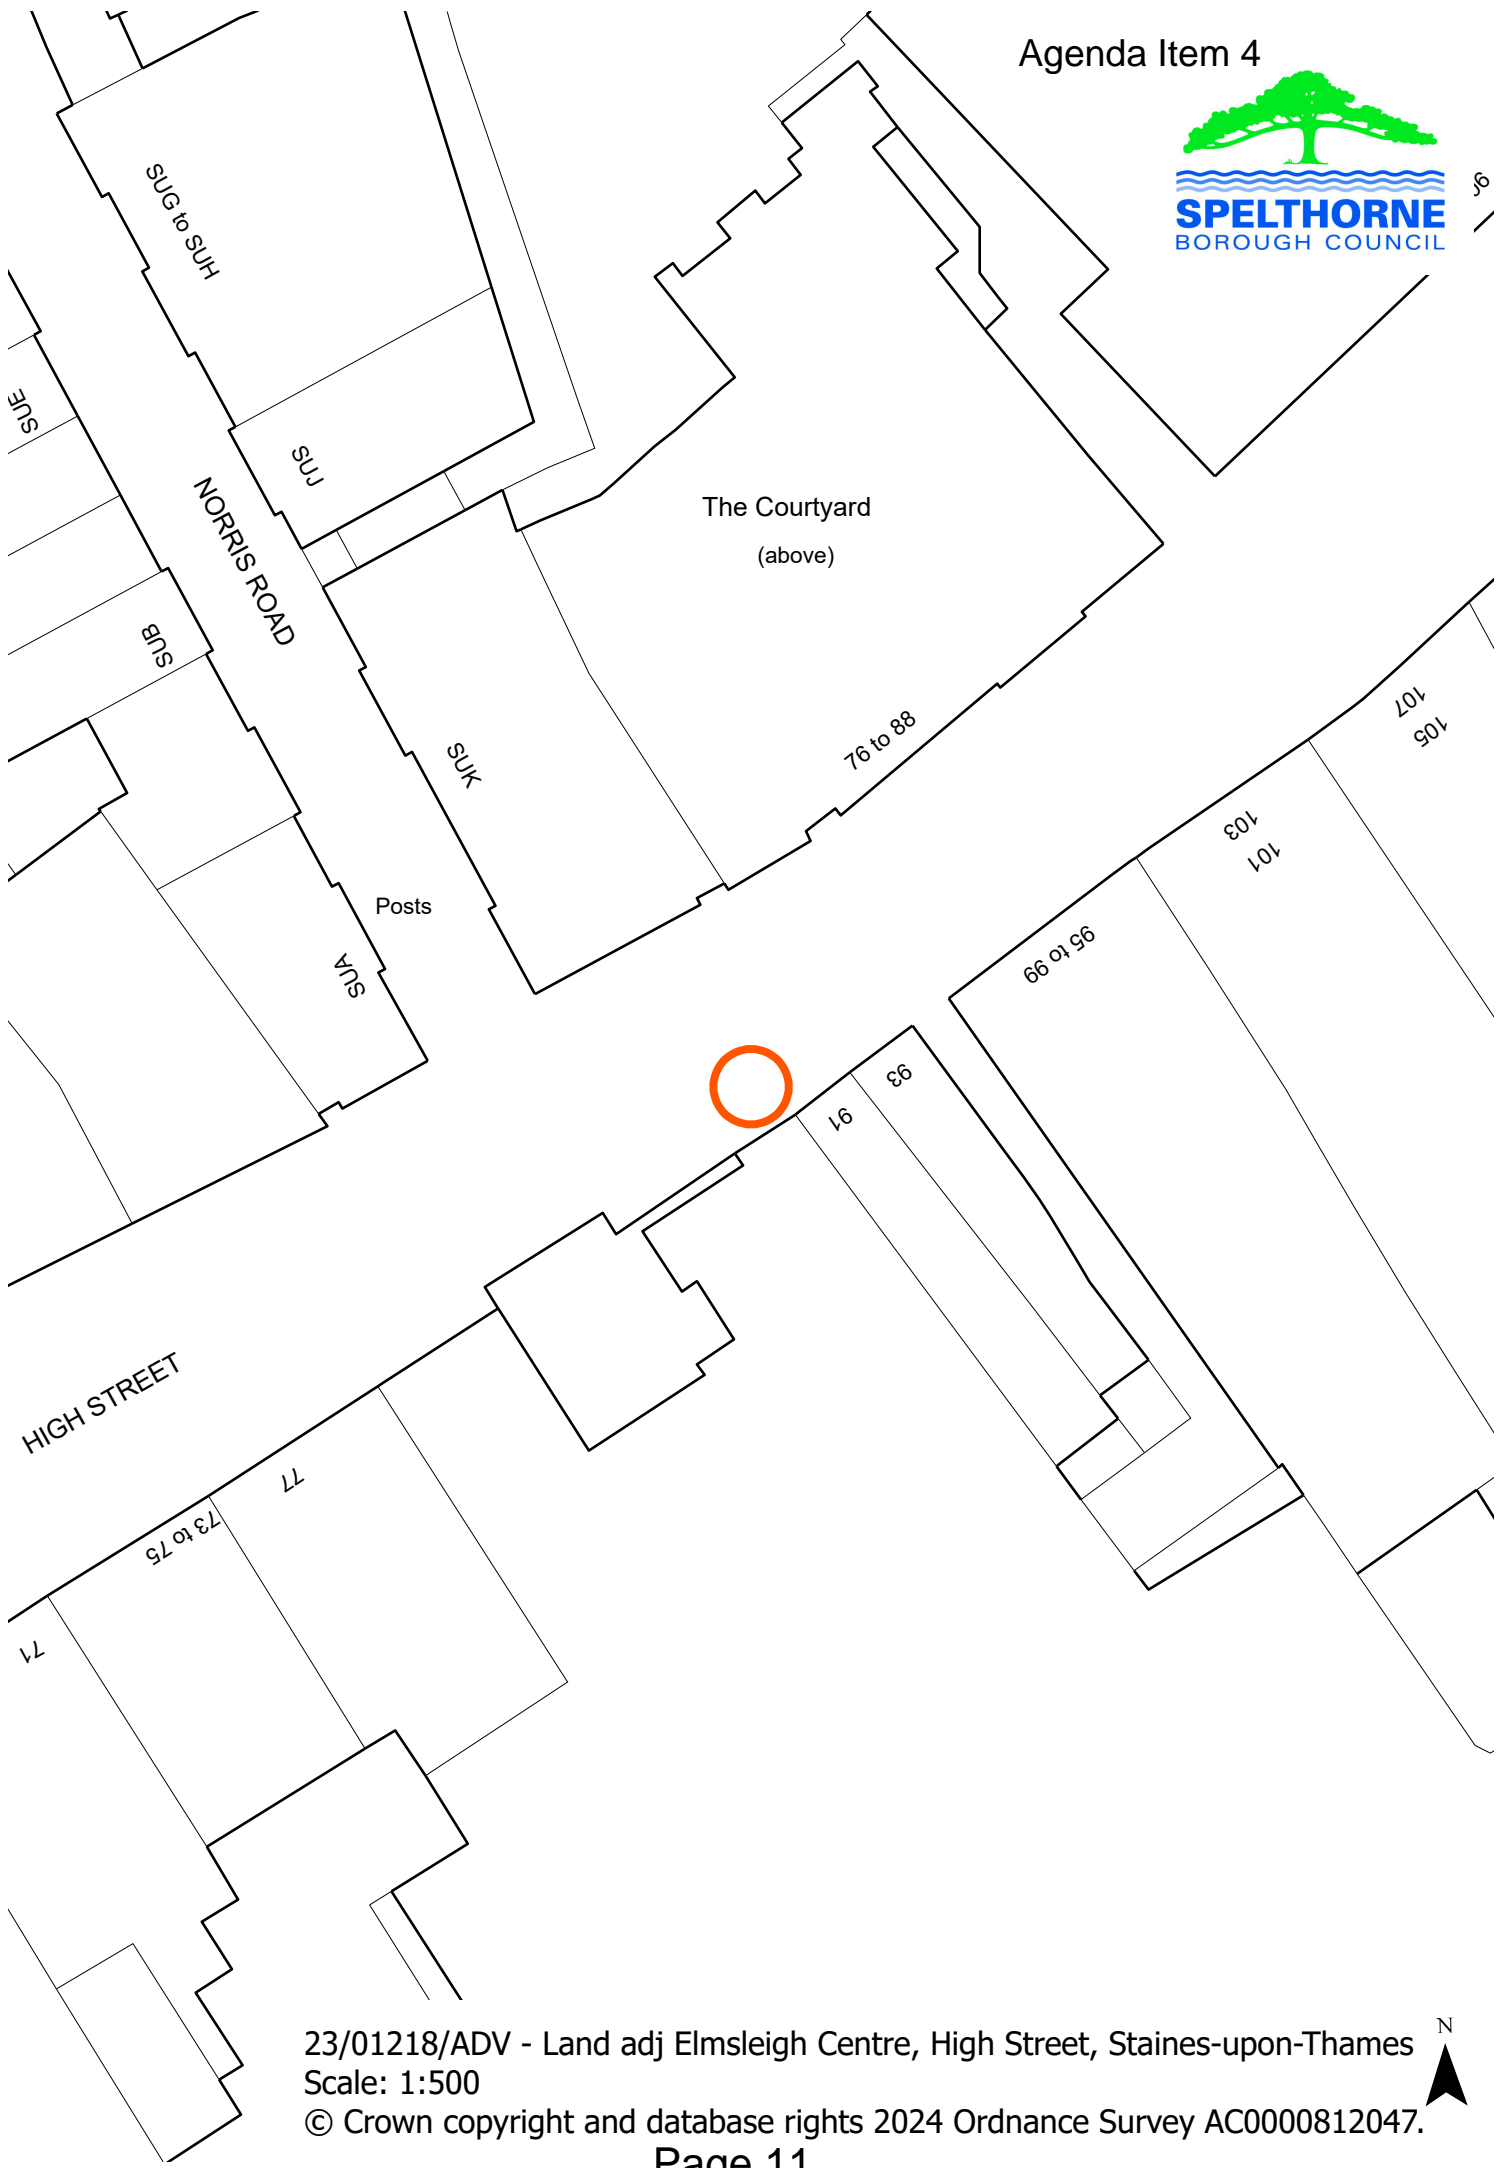 Agenda Item 4
SPELTHORNE
BOROUGH COUNCIL
SUG to SUH
SUE
SUJ
NORRIS ROAD
The Courtyard
(above)
SUB
107
105
76 to 88
SUK
103
101
Posts
95 to 99
SUA
93
91
HIGH STREET
77
73 to 75
71
N
23/01218/ADV - Land adj Elmsleigh Centre, High Street, Staines-upon-Thames
Scale: 1:500
© Crown copyright and database rights 2024 Ordnance Survey AC0000812047.
Page 11